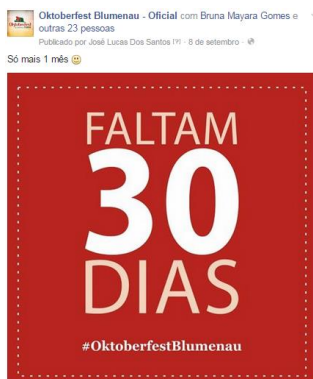 Oktoberfest Blumenau - Oficial com Bruna Mayara Gomes e
outras 23 pessoas
Publicado por José Lucas Dos Santos [?] · 8 de setembro ·
Só mais 1 mês 🙂
FALTAM
30
DIAS
#OktoberfestBlumenau